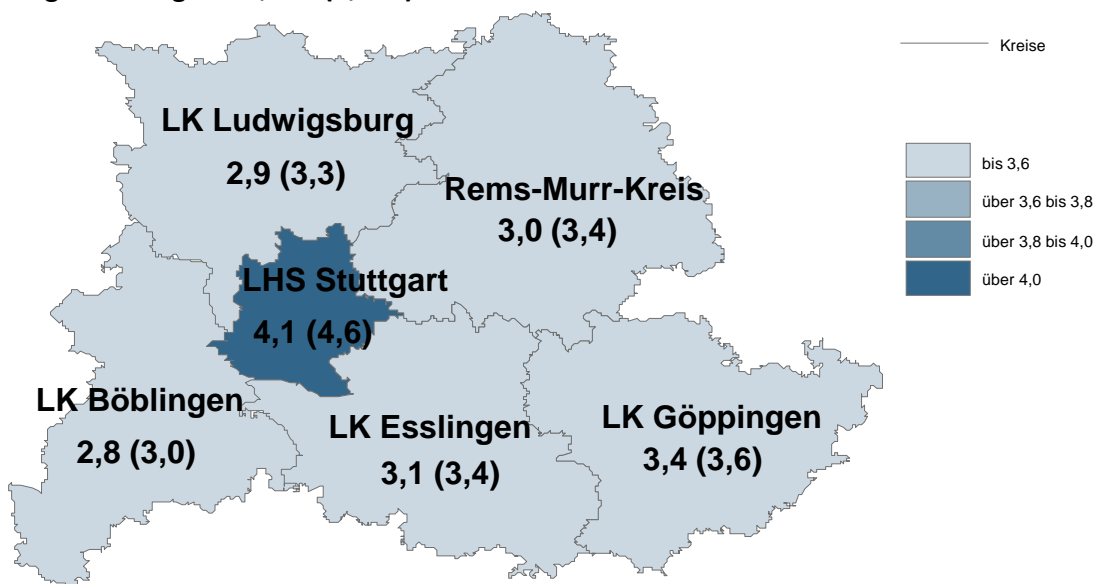 Kreise
LK Ludwigsburg
2,9 (3,3)
Rems-Murr-Kreis
3,0 (3,4)
bis 3,6
über 3,6 bis 3,8
über 3,8 bis 4,0
über 4,0
LHS Stuttgart
4,1 (4,6)
LK Böblingen
2,8 (3,0)
LK Esslingen
3,1 (3,4)
LK Göppingen
3,4 (3,6)